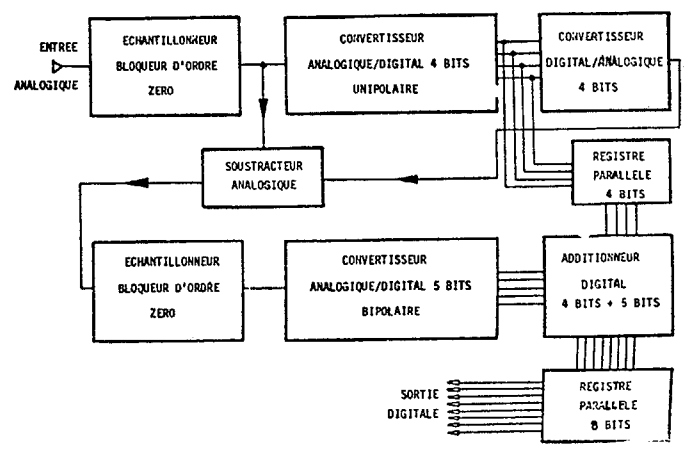 ENTREE
ANALOGIQUE
ECHANTILLONNEUR
BLOQUEUR D'ORDRE
ZERO
CONVERTISSEUR
ANALOGIQUE/DIGITAL 4 BITS
UNIPOLAIRE
CONVERTISSEUR
DIGITAL/ANALOGIQUE
4 BITS
SOUSTRACTEUR
ANALOGIQUE
REGISTRE
PARALLELE
4 BITS
ECHANTILLONNEUR
BLOQUEUR D'ORDRE
ZERO
CONVERTISSEUR
ANALOGIQUE/DIGITAL 5 BITS
BIPOLAIRE
ADDITIONNEUR
DIGITAL
4 BITS + 5 BITS
SORTIE
DIGITALE
REGISTRE
PARALLELE
8 BITS